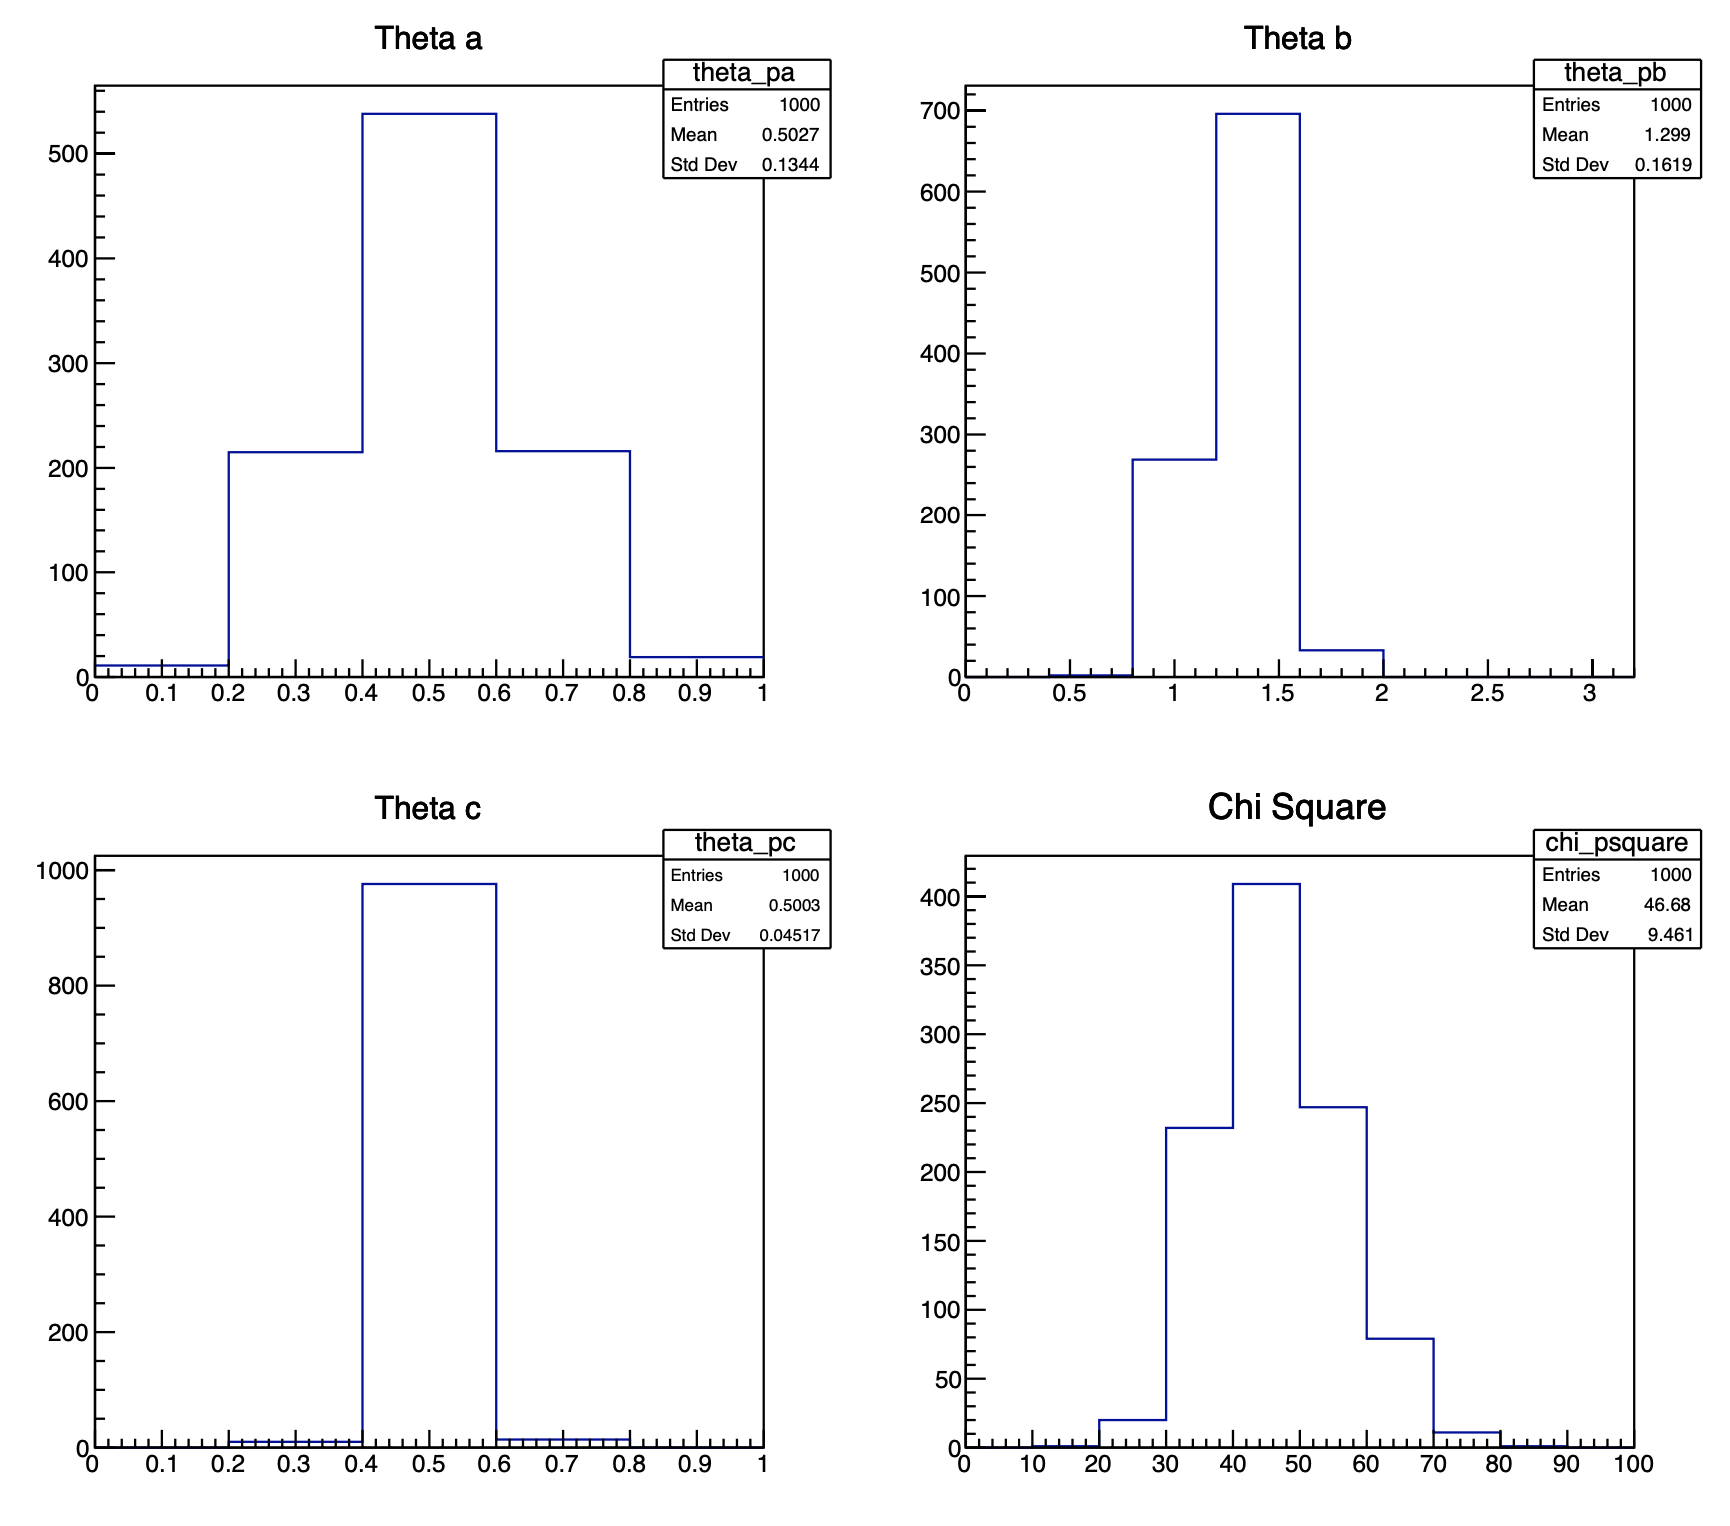 Theta a
theta_pa
Entries 1000
Mean 0.5027
Std Dev 0.1344
500
400
300
200
100
0
0 0.1 0.2 0.3 0.4 0.5 0.6 0.7 0.8 0.9 1
Theta b
theta_pb
Entries 1000
Mean 1.299
Std Dev 0.1619
700
600
500
400
300
200
100
0
0 0.5 1 1.5 2 2.5 3
Theta c
theta_pc
Entries 1000
Mean 0.5003
Std Dev 0.04517
1000
800
600
400
200
0
0 0.1 0.2 0.3 0.4 0.5 0.6 0.7 0.8 0.9 1
Chi Square
chi_psquare
Entries 1000
Mean 46.68
Std Dev 9.461
400
350
300
250
200
150
100
50
0
0 10 20 30 40 50 60 70 80 90 100